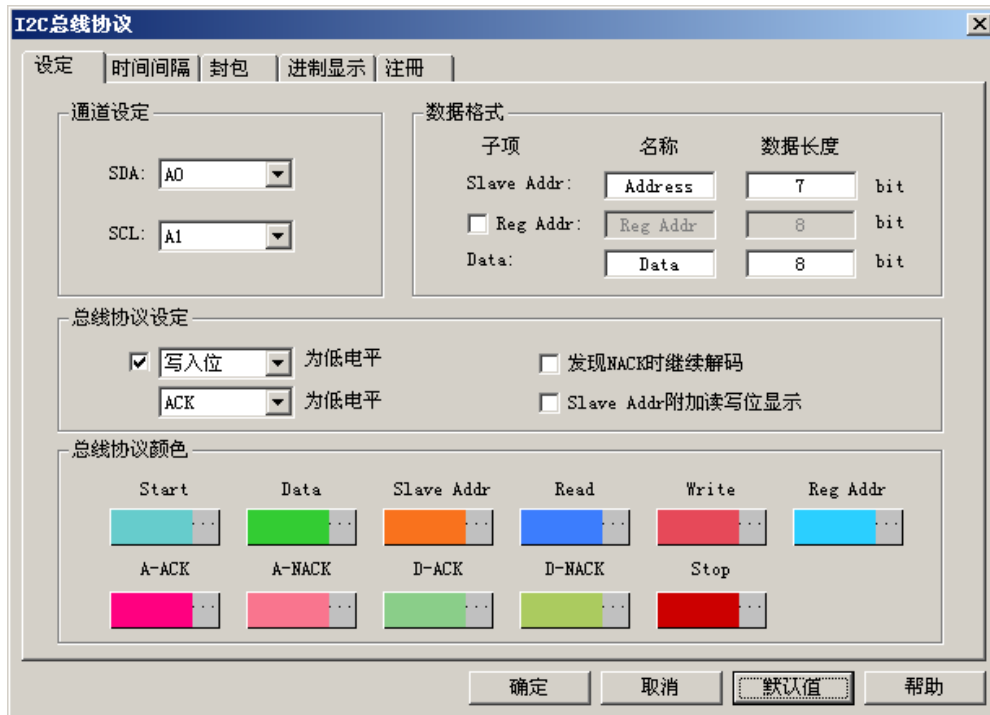 I2C总线协议
设定 时间间隔 封包 进制显示 注册
通道设定
SDA: A0
SCL: A1
数据格式
子项 名称 数据长度
Slave Addr: Address 7 bit
Reg Addr: Reg Addr 8 bit
Data: Data 8 bit
总线协议设定
写入位 为低电平
ACK 为低电平
发现NACK时继续解码
Slave Addr附加读写位显示
总线协议颜色
Start Data Slave Addr Read Write Reg Addr
... ... ... ... ... ...
A-ACK A-NACK D-ACK D-NACK Stop
... ... ... ... ...
确定 取消 默认值 帮助